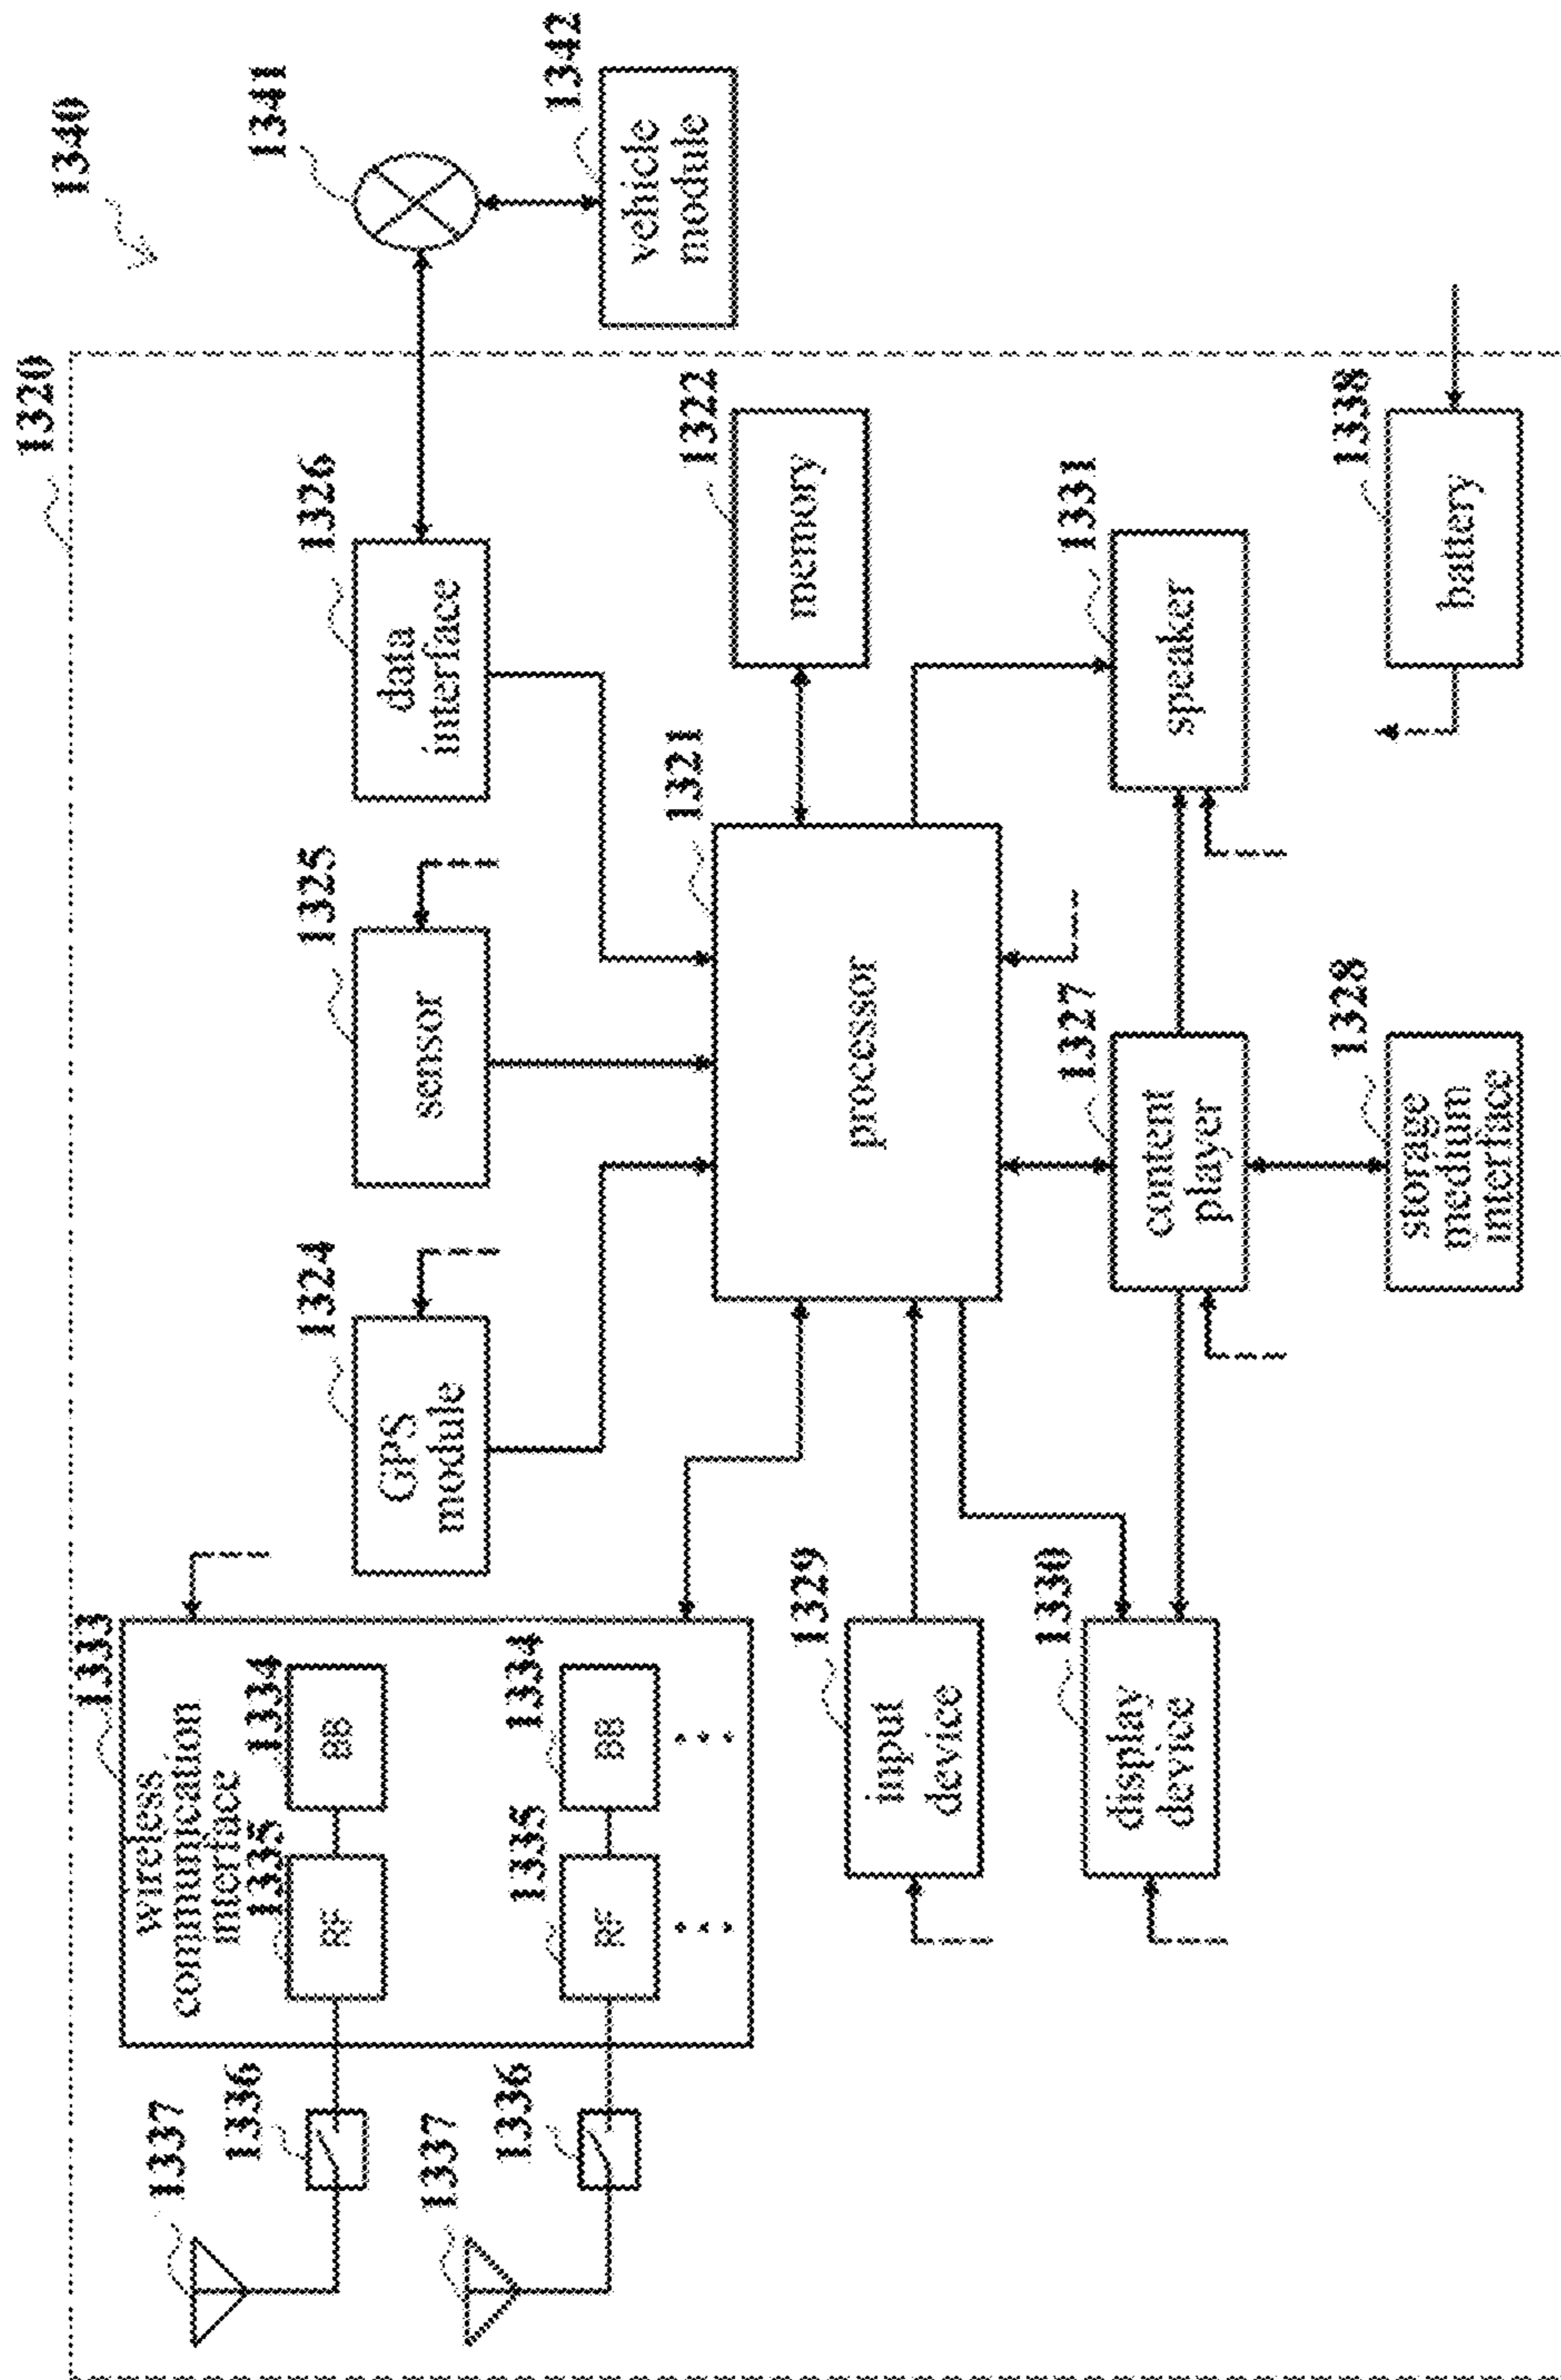 1320
1340
1333
wireless
communication
interface
1337
1336
1335
RF
1334
BB
1324
GPS
module
1325
sensor
1326
data
interface
1341
1342
vehicle
module
1337
1336
1335
RF
1334
BB
... ...
1321
processor
1322
memory
1329
input
device
1330
display
device
1327
content
player
1331
speaker
1328
storage
medium
interface
1338
battery